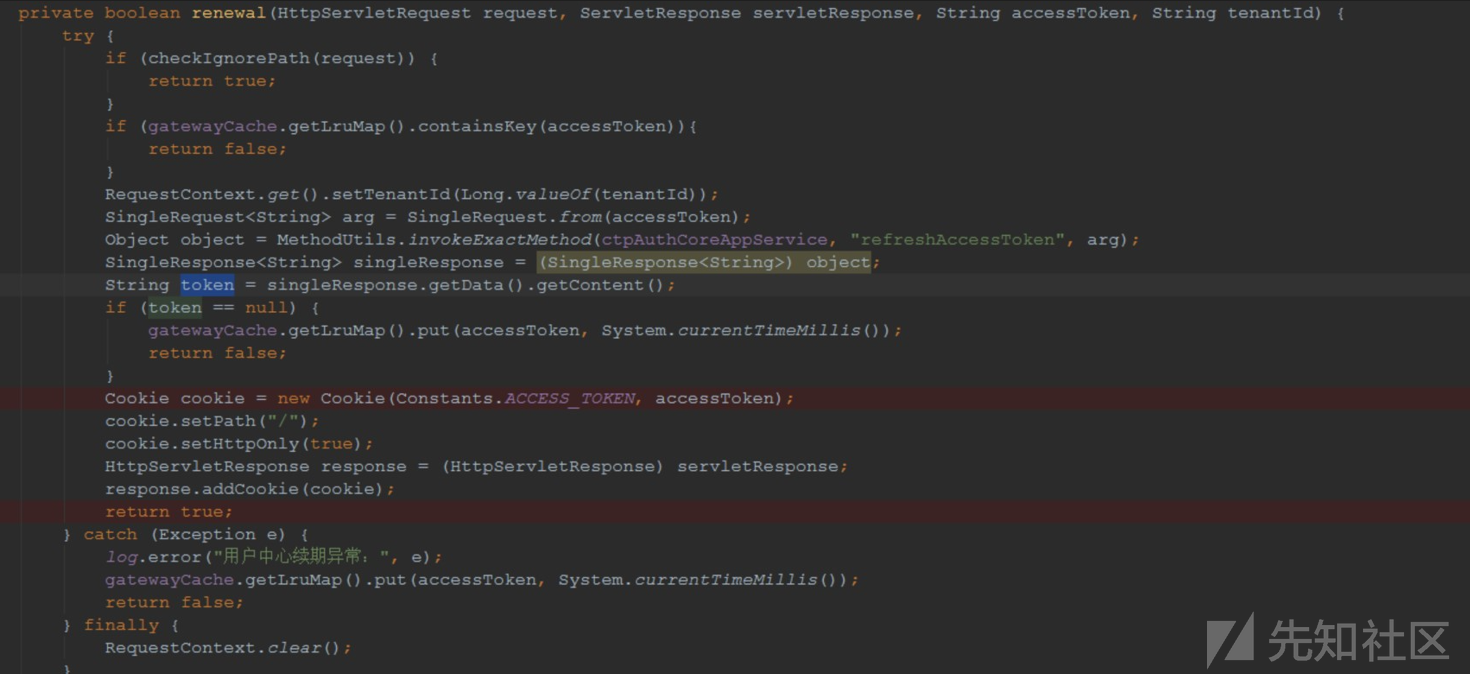 private boolean renewal(HttpServletRequest request, ServletResponse servletResponse, String accessToken, String tenantId) {
try {
if (checkIgnorePath(request)) {
return true;
}
if (gatewayCache.getLruMap().containsKey(accessToken)){
return false;
}
RequestContext.get().setTenantId(Long.valueOf(tenantId));
SingleRequest<String> arg = SingleRequest.from(accessToken);
Object object = MethodUtils.invokeExactMethod(ctpAuthCoreAppService, "refreshAccessToken", arg);
SingleResponse<String> singleResponse = (SingleResponse<String>) object;
String token = singleResponse.getData().getContent();
if (token == null) {
gatewayCache.getLruMap().put(accessToken, System.currentTimeMillis());
return false;
}
Cookie cookie = new Cookie(Constants.ACCESS_TOKEN, accessToken);
cookie.setPath("/");
cookie.setHttpOnly(true);
HttpServletResponse response = (HttpServletResponse) servletResponse;
response.addCookie(cookie);
return true;
} catch (Exception e) {
log.error("用户中心续期异常：", e);
gatewayCache.getLruMap().put(accessToken, System.currentTimeMillis());
return false;
} finally {
RequestContext.clear();
}
先知社区